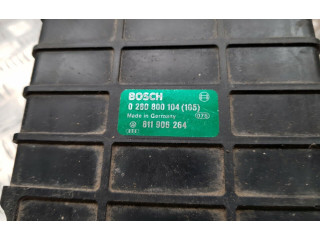 BOSCH
0 280 800 104 (105)
Made in Germany
811 906 264